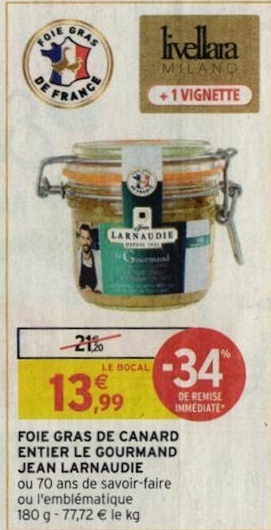 FOIE GRAS
DE FRANCE
livellara
MILANO
+ 1 VIGNETTE
LARNAUDIE
DEPUIS 1951
Gourmand
21€,20
LE BOCAL
13€,99
-34%
DE REMISE
IMMÉDIATE*
FOIE GRAS DE CANARD
ENTIER LE GOURMAND
JEAN LARNAUDIE
ou 70 ans de savoir-faire
ou l'emblématique
180 g - 77,72 € le kg